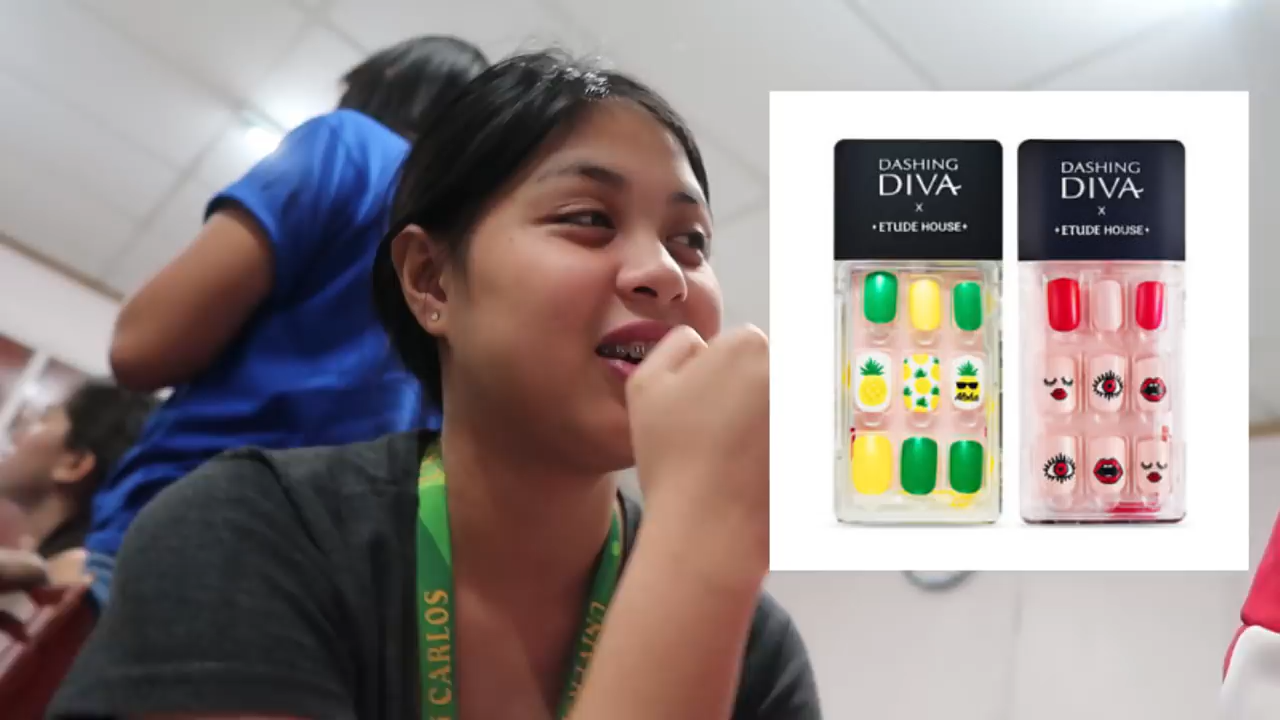 DASHING
DIVA
X
•ETUDE HOUSE•
DASHING
DIVA
X
•ETUDE HOUSE•
Aloha
CARLOS